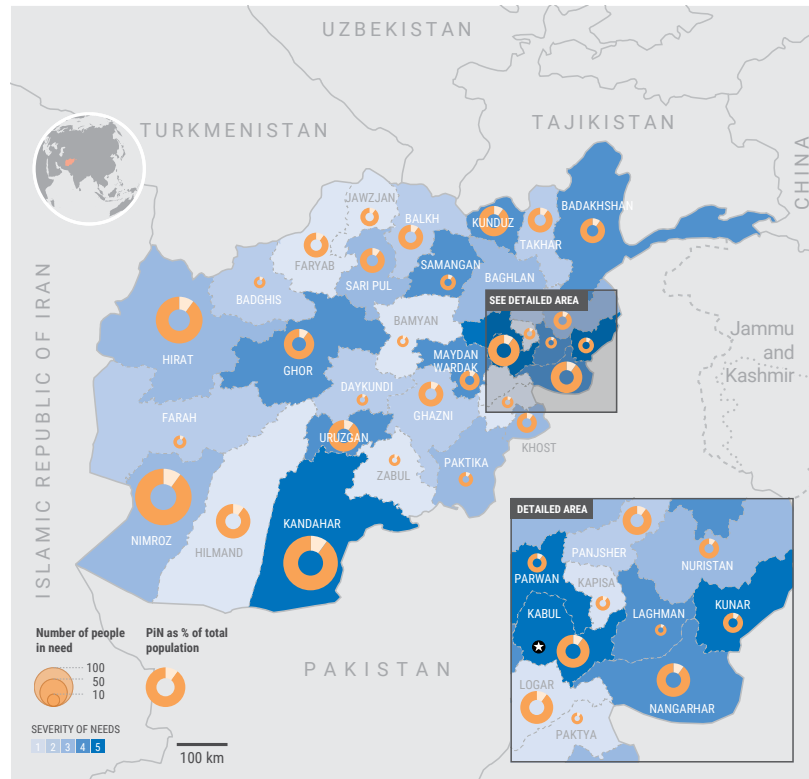 UZBEKISTAN
TURKMENISTAN
TAJIKISTAN
CHINA
JAWZJAN
BALKH
KUNDUZ
BADAKHSHAN
TAKHAR
FARYAB
SARI PUL
SAMANGAN
BAGHLAN
BADGHIS
SEE DETAILED AREA
BAMYAN
HIRAT
GHOR
MAYDAN
WARDAK
Jammu
and
Kashmir
ISLAMIC REPUBLIC OF IRAN
DAYKUNDI
GHAZNI
FARAH
URUZGAN
KHOST
ZABUL
PAKTIKA
NIMROZ
HILMAND
KANDAHAR
PAKISTAN
DETAILED AREA
PANJSHER
NURISTAN
PARWAN
KAPISA
KABUL
LAGHMAN
KUNAR
LOGAR
NANGARHAR
PAKTYA
Number of people
in need
100
50
10
PiN as % of total
population
SEVERITY OF NEEDS
1 2 3 4 5
100 km